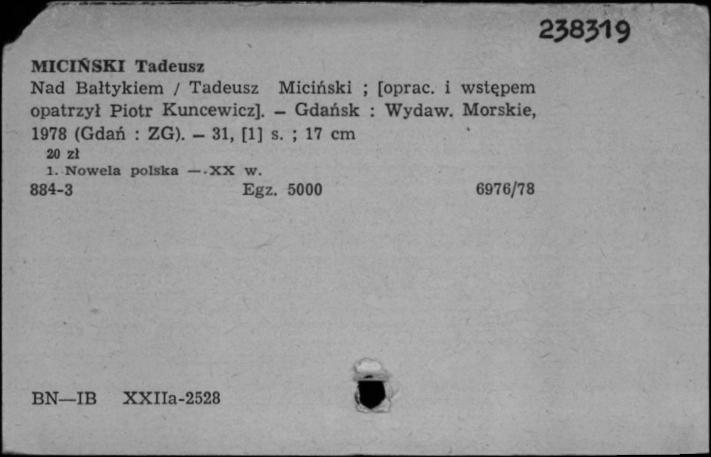 238319
MICIŃSKI Tadeusz
Nad Bałtykiem / Tadeusz Miciński ; [oprac. i wstępem
opatrzył Piotr Kuncewicz]. — Gdańsk : Wydaw. Morskie,
1978 (Gdań : ZG). — 31, [1] s. ; 17 cm
20 zł
1. Nowela polska — XX w.
884-3 Egz. 5000 6976/78
BN—IB XXIIa-2528